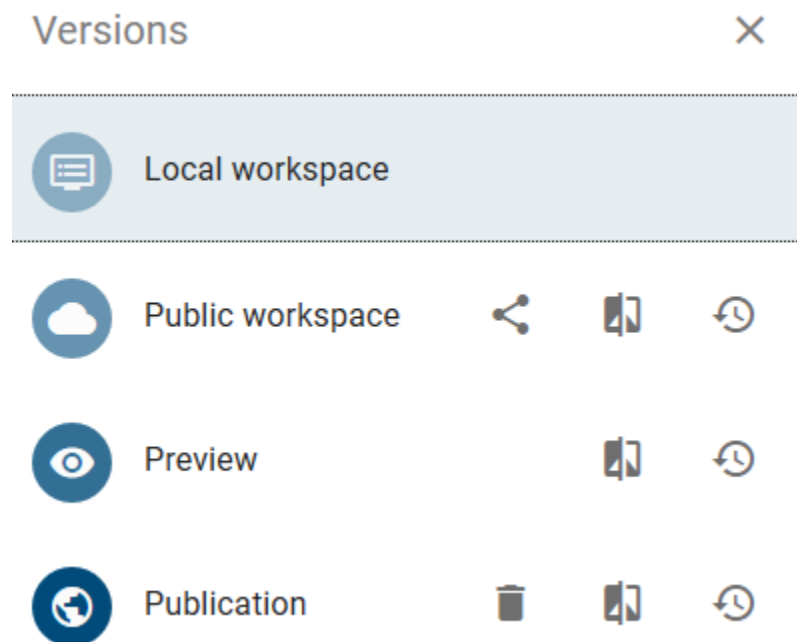 Versions
Local workspace
Public workspace
Preview
Publication